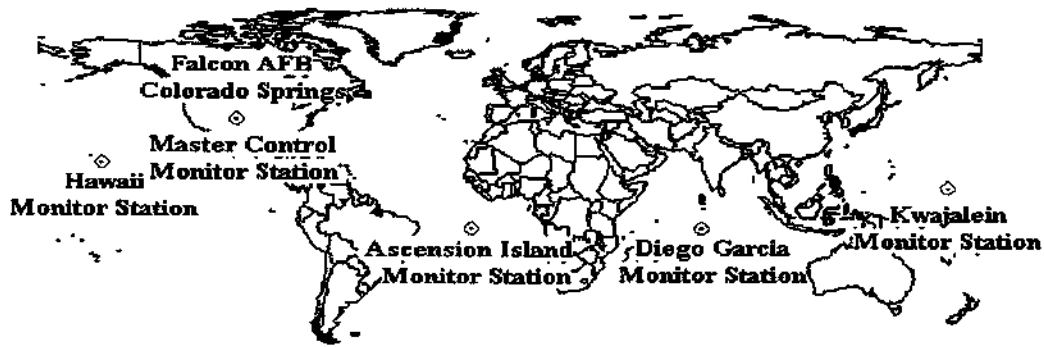 Falcon AFB
Colorado Springs
Master Control
Monitor Station
Hawaii
Monitor Station
Ascension Island
Monitor Station
Diego Garcia
Monitor Station
Kwajalein
Monitor Station